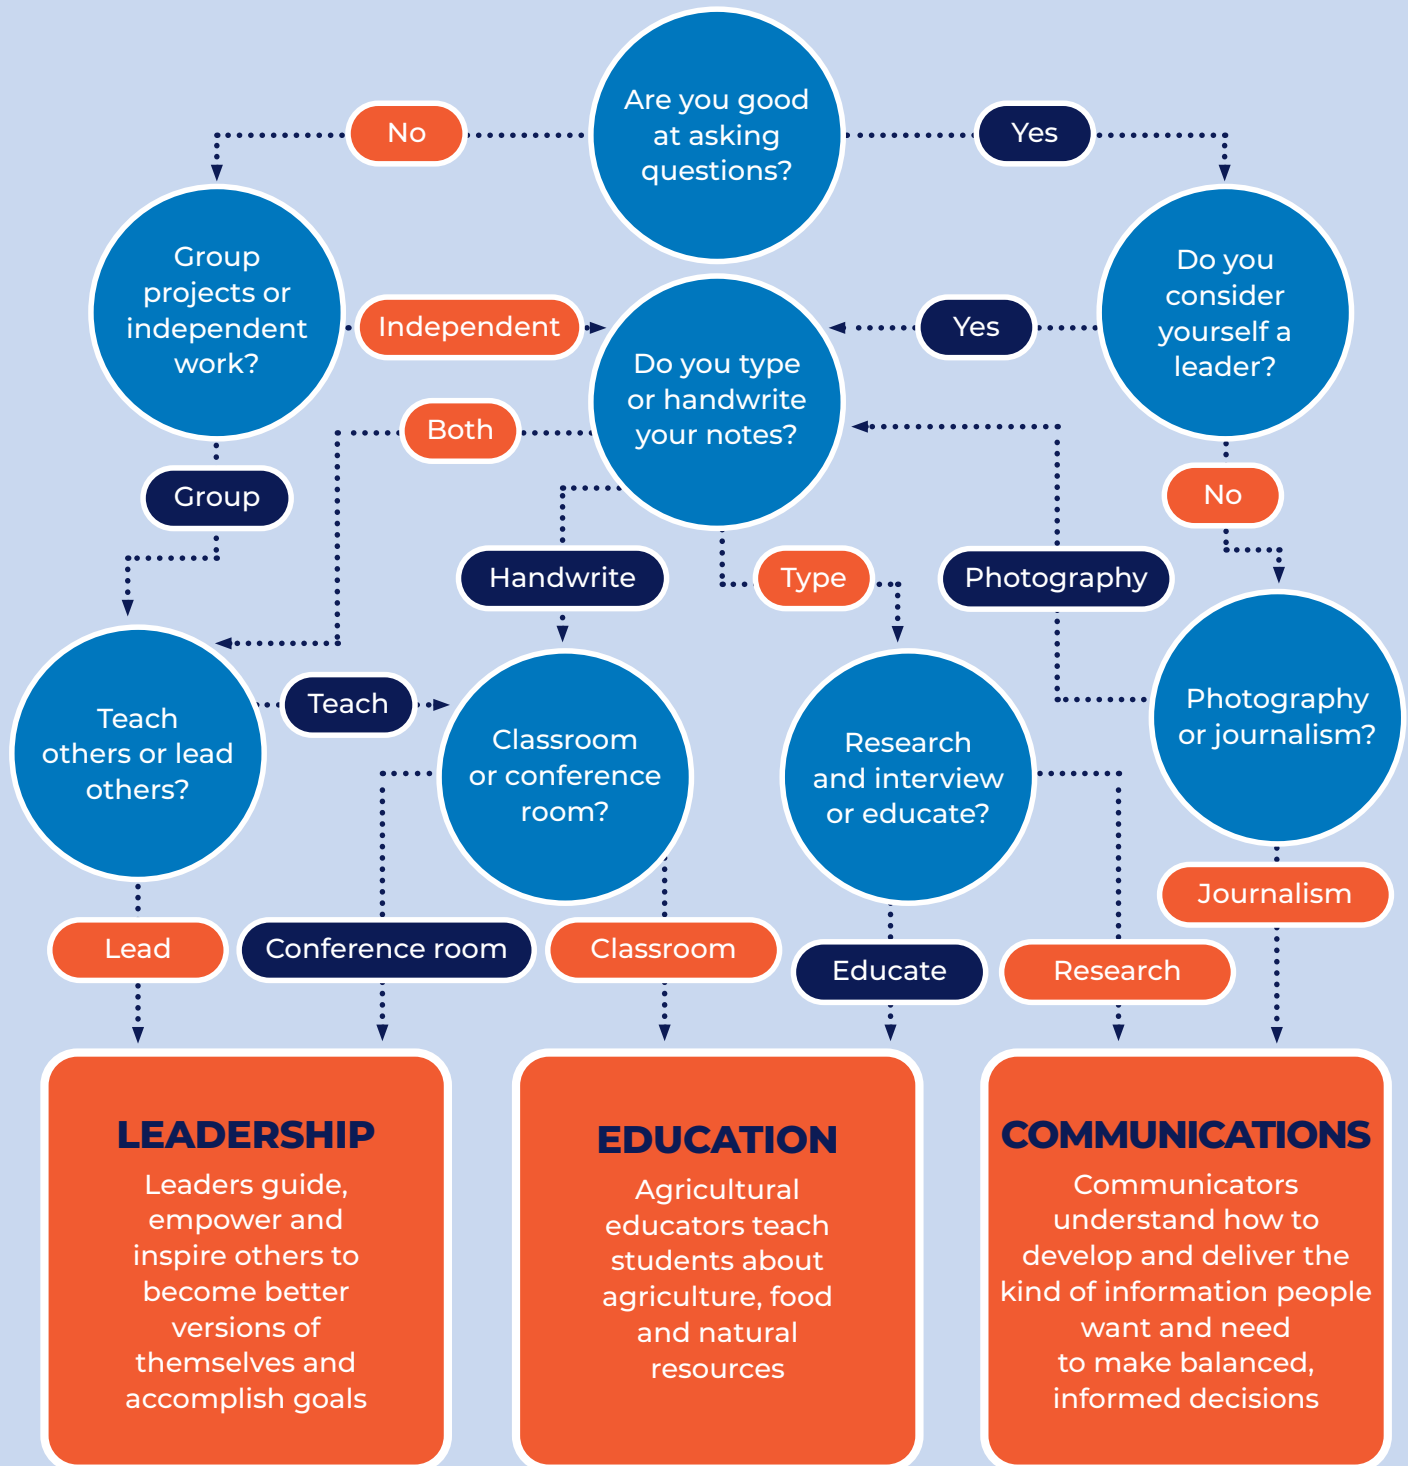 Are you good
at asking
questions?
No
Yes
Group
projects or
independent
work?
Do you
consider
yourself a
leader?
Independent
Yes
Do you type
or handwrite
your notes?
Both
Group
No
Handwrite
Type
Photography
Teach
others or lead
others?
Teach
Classroom
or conference
room?
Research
and interview
or educate?
Photography
or journalism?
Journalism
Lead
Conference room
Classroom
Educate
Research
LEADERSHIP
Leaders guide,
empower and
inspire others to
become better
versions of
themselves and
accomplish goals
EDUCATION
Agricultural
educators teach
students about
agriculture, food
and natural
resources
COMMUNICATIONS
Communicators
understand how to
develop and deliver the
kind of information people
want and need
to make balanced,
informed decisions